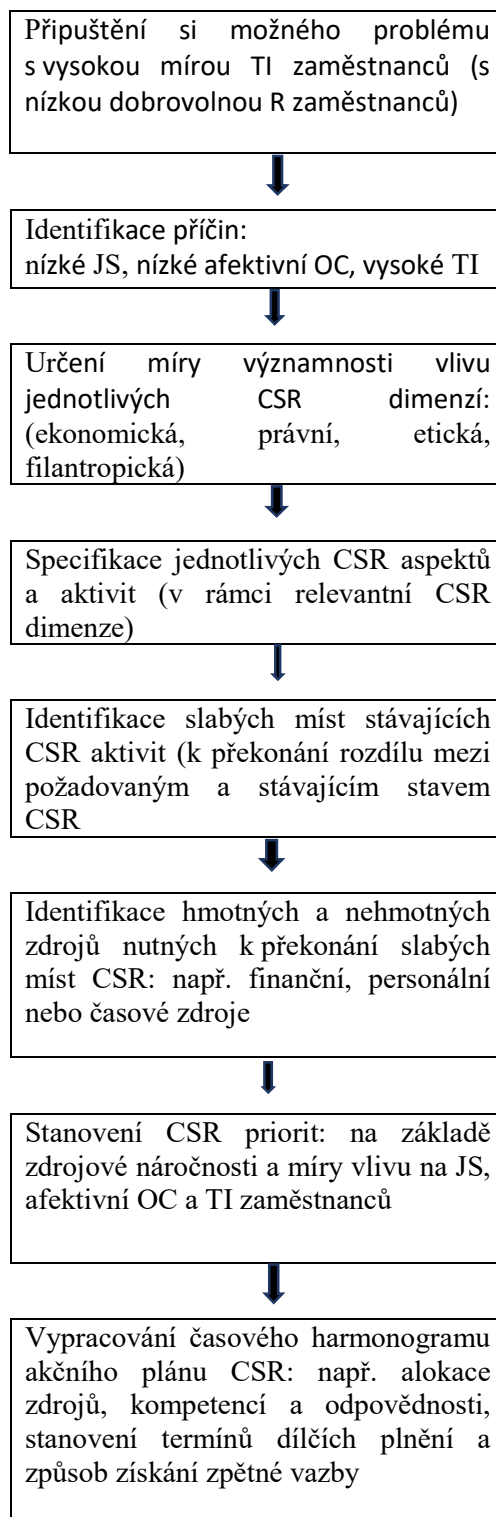 Připuštění si možného problému
s vysokou mírou TI zaměstnanců (s
nízkou dobrovolnou R zaměstnanců)
Identifikace příčin:
nízké JS, nízké afektivní OC, vysoké TI
Určení míry významnosti vlivu
jednotlivých CSR dimenzí:
(ekonomická, právní, etická,
filantropická)
Specifikace jednotlivých CSR aspektů
a aktivit (v rámci relevantní CSR
dimenze)
Identifikace slabých míst stávajících
CSR aktivit (k překonání rozdílu mezi
požadovaným a stávajícím stavem
CSR
Identifikace hmotných a nehmotných
zdrojů nutných k překonání slabých
míst CSR: např. finanční, personální
nebo časové zdroje
Stanovení CSR priorit: na základě
zdrojové náročnosti a míry vlivu na JS,
afektivní OC a TI zaměstnanců
Vypracování časového harmonogramu
akčního plánu CSR: např. alokace
zdrojů, kompetencí a odpovědnosti,
stanovení termínů dílčích plnění a
způsob získání zpětné vazby